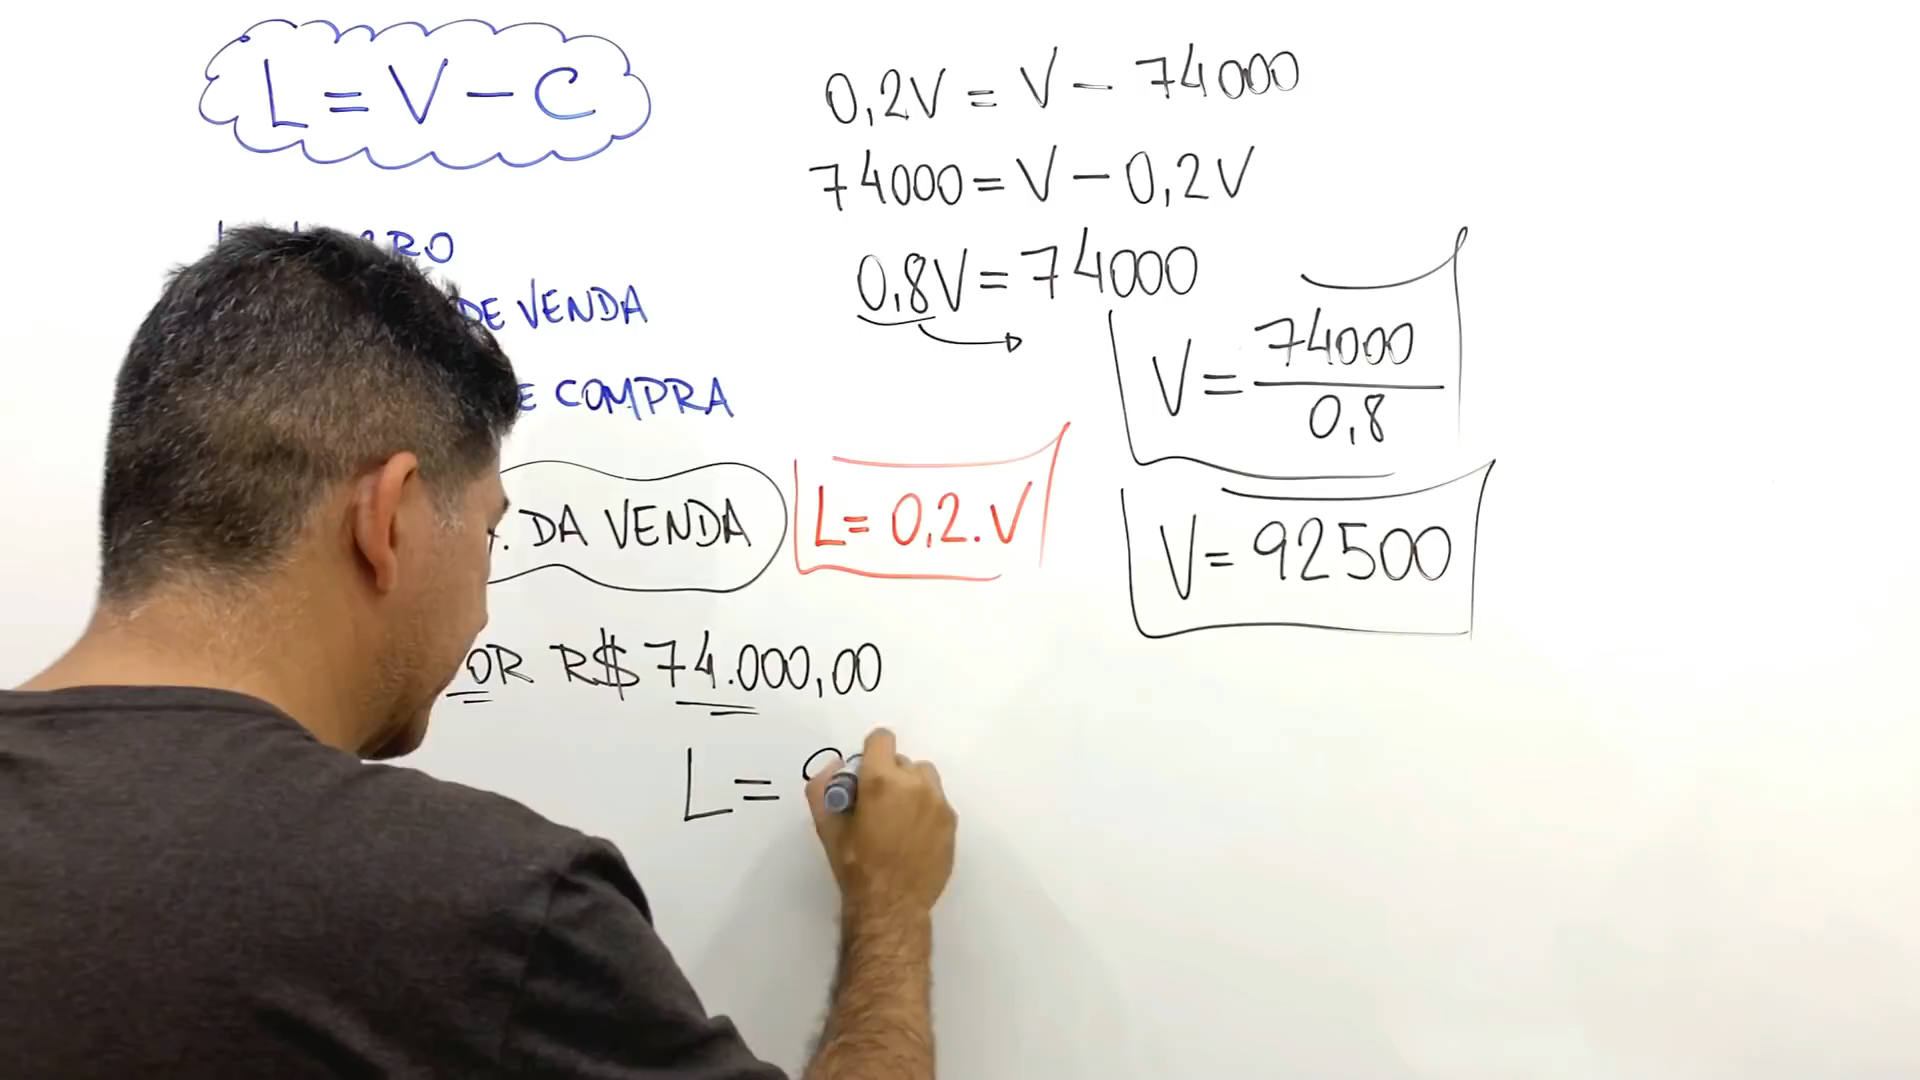 L = V - C
RO
DE VENDA
E COMPRA
DA VENDA
L = 0,2.V
OR R$ 74.000,00
L =
0,2V = V - 74000
74000 = V - 0,2V
0,8V = 74000
V = 74000
0,8
V = 92500